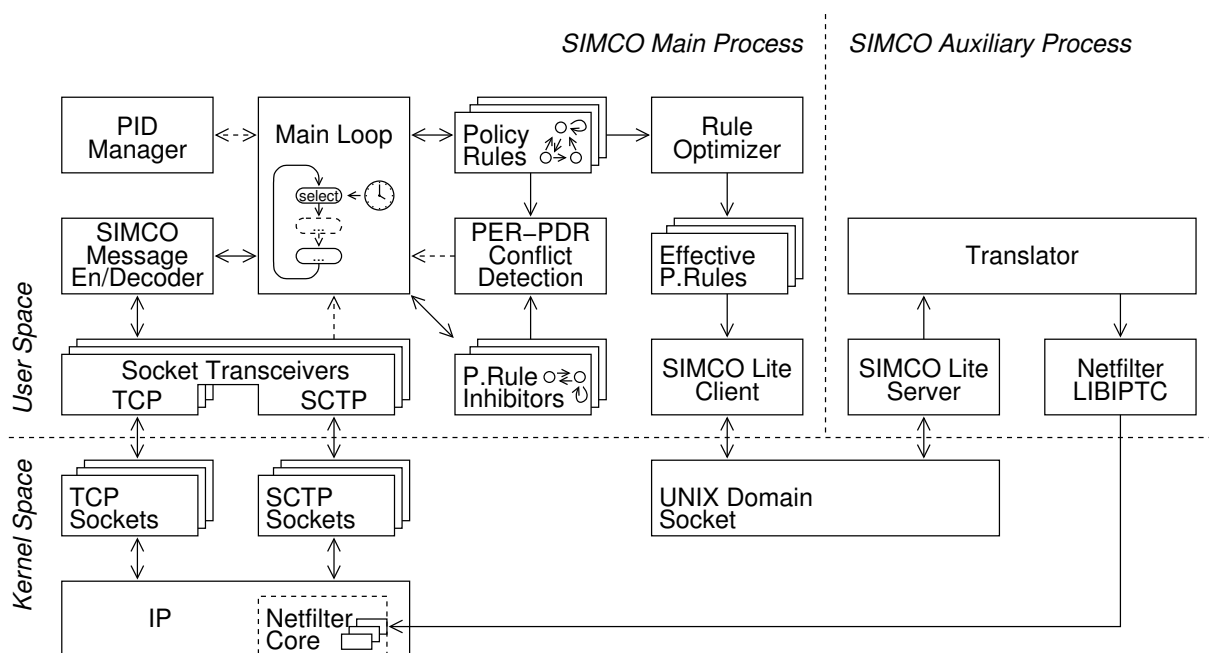 SIMCO Main Process
SIMCO Auxiliary Process
PID
Manager
Main Loop
select
...
...
Policy
Rules
Rule
Optimizer
SIMCO
Message
En/Decoder
PER–PDR
Conflict
Detection
Effective
P.Rules
Translator
User Space
Socket Transceivers
TCP
SCTP
P.Rule
Inhibitors
SIMCO Lite
Client
SIMCO Lite
Server
Netfilter
LIBIPTC
Kernel Space
TCP
Sockets
SCTP
Sockets
UNIX Domain
Socket
IP
Netfilter
Core